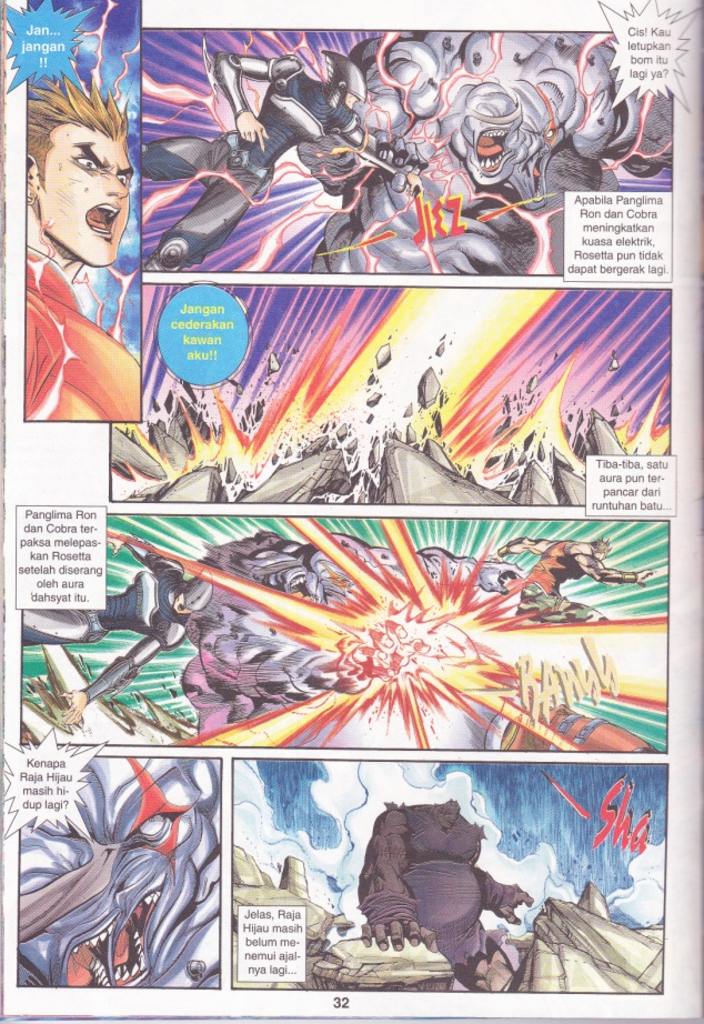 Jan...
jangan
!!
Cis! Kau
letupkan
bom itu
lagi ya?
JIEZ
Apabila Panglima
Ron dan Cobra
meningkatkan
kuasa elektrik,
Rosetta pun tidak
dapat bergerak lagi.
Jangan
cederakan
kawan
aku!!
Tiba-tiba, satu
aura pun ter-
pancar dari
runtuhan batu...
Panglima Ron
dan Cobra ter-
paksa melepas-
kan Rosetta
setelah diserang
oleh aura
dahsyat itu.
Kenapa
Raja Hijau
masih hi-
dup lagi?
Sha
Jelas, Raja
Hijau masih
belum me-
nemui ajal-
nya lagi...
32